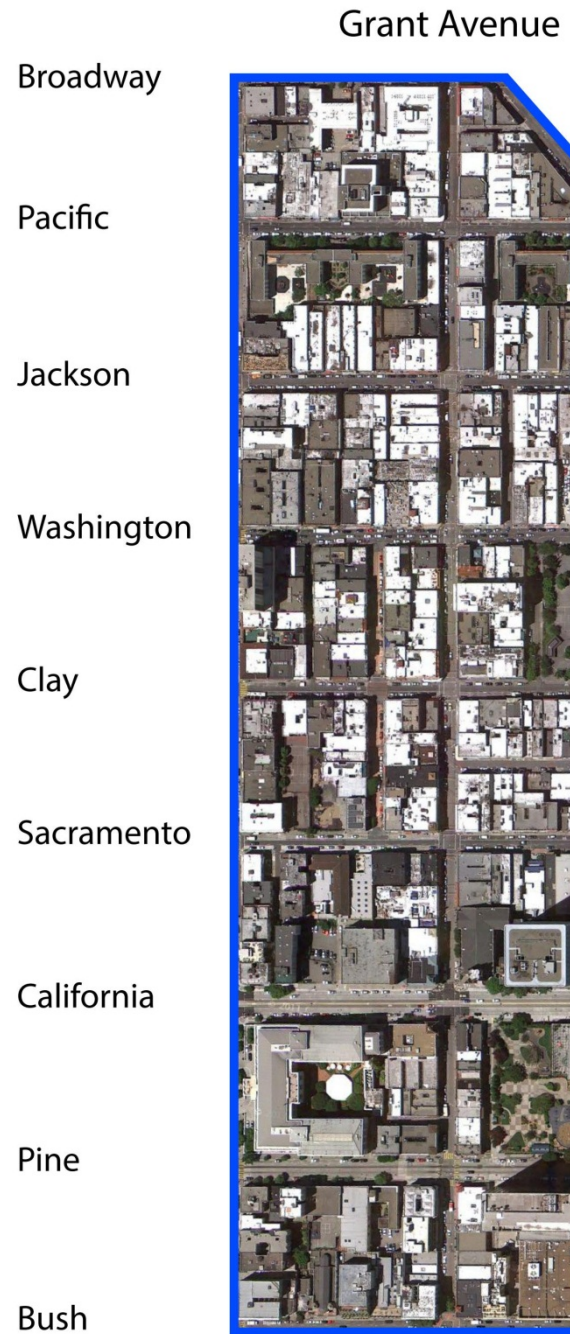 Grant Avenue
Broadway
Pacific
Jackson
Washington
Clay
Sacramento
California
Pine
Bush